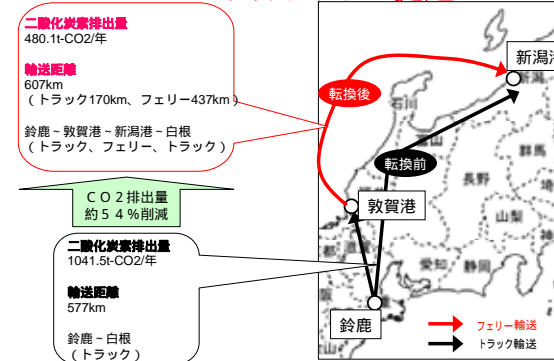 二酸化炭素排出量
480.1t-CO2/年
輸送距離
607km
(トラック170km、フェリー437km)
鈴鹿~敦賀港~新潟港~白根
(トラック、フェリー、トラック)
CO2排出量
約54%削減
二酸化炭素排出量
1041.5t-CO2/年
輸送距離
577km
鈴鹿~白根
(トラック)
新潟港
新潟
転換後
石川
富山
転換前
群馬
長野
敦賀港
山梨
愛知
静岡
鈴鹿
フェリー輸送
トラック輸送